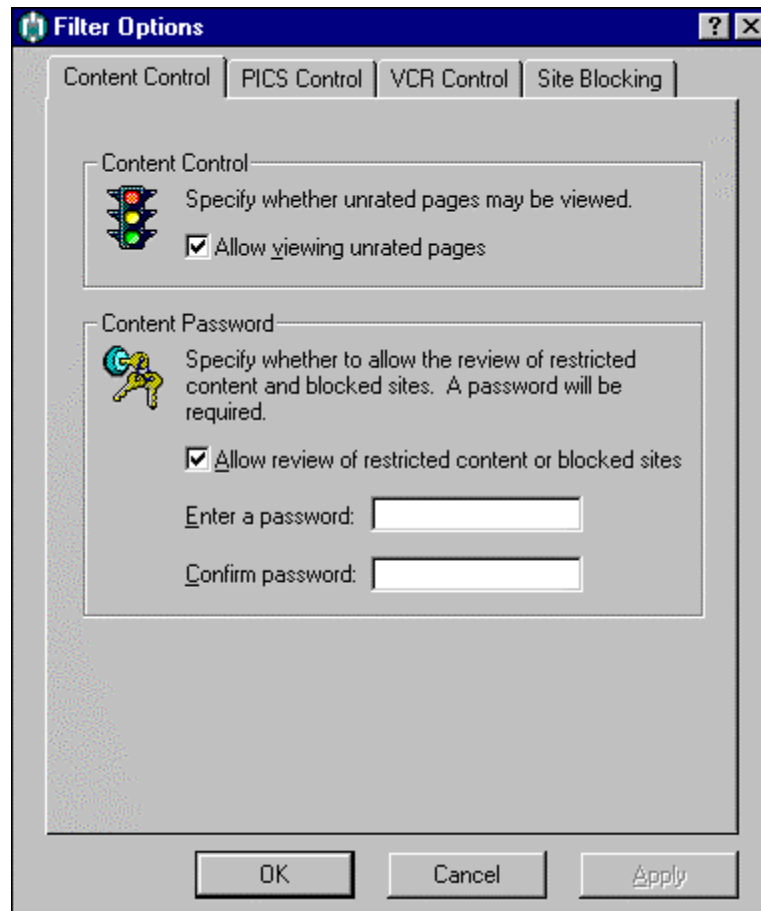 Filter Options
Content Control PICS Control VCR Control Site Blocking
Content Control
Specify whether unrated pages may be viewed.
Allow viewing unrated pages
Content Password
Specify whether to allow the review of restricted
content and blocked sites. A password will be
required.
Allow review of restricted content or blocked sites
Enter a password:
Confirm password:
OK Cancel Apply